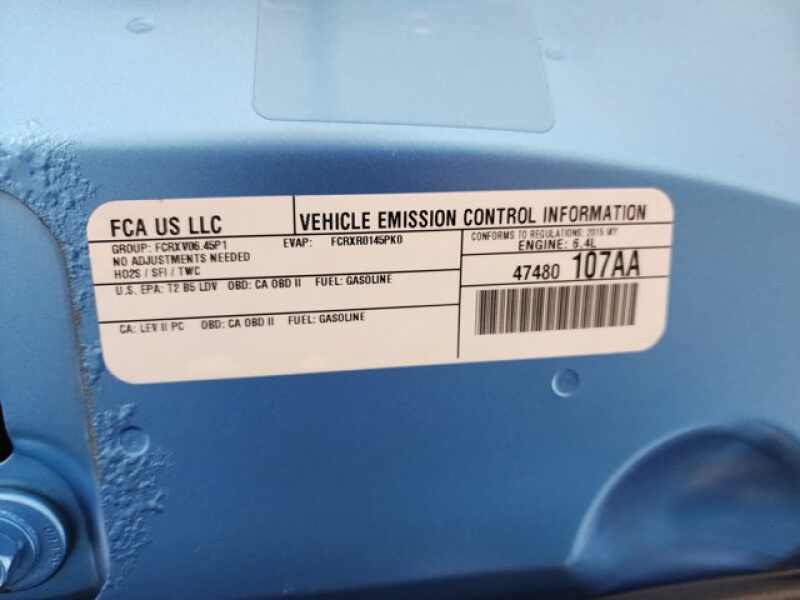 FCA US LLC
VEHICLE EMISSION CONTROL INFORMATION
GROUP: FCRXV06.45P1 EVAP: FCRXR0145PK0
NO ADJUSTMENTS NEEDED
HO2S / SFI / TWC
CONFORMS TO REGULATIONS: 2015 MY
ENGINE: 6.4L
47480 107AA
U.S. EPA: T2 B5 LDV OBD: CA OBD II FUEL: GASOLINE
CA: LEV II PC OBD: CA OBD II FUEL: GASOLINE